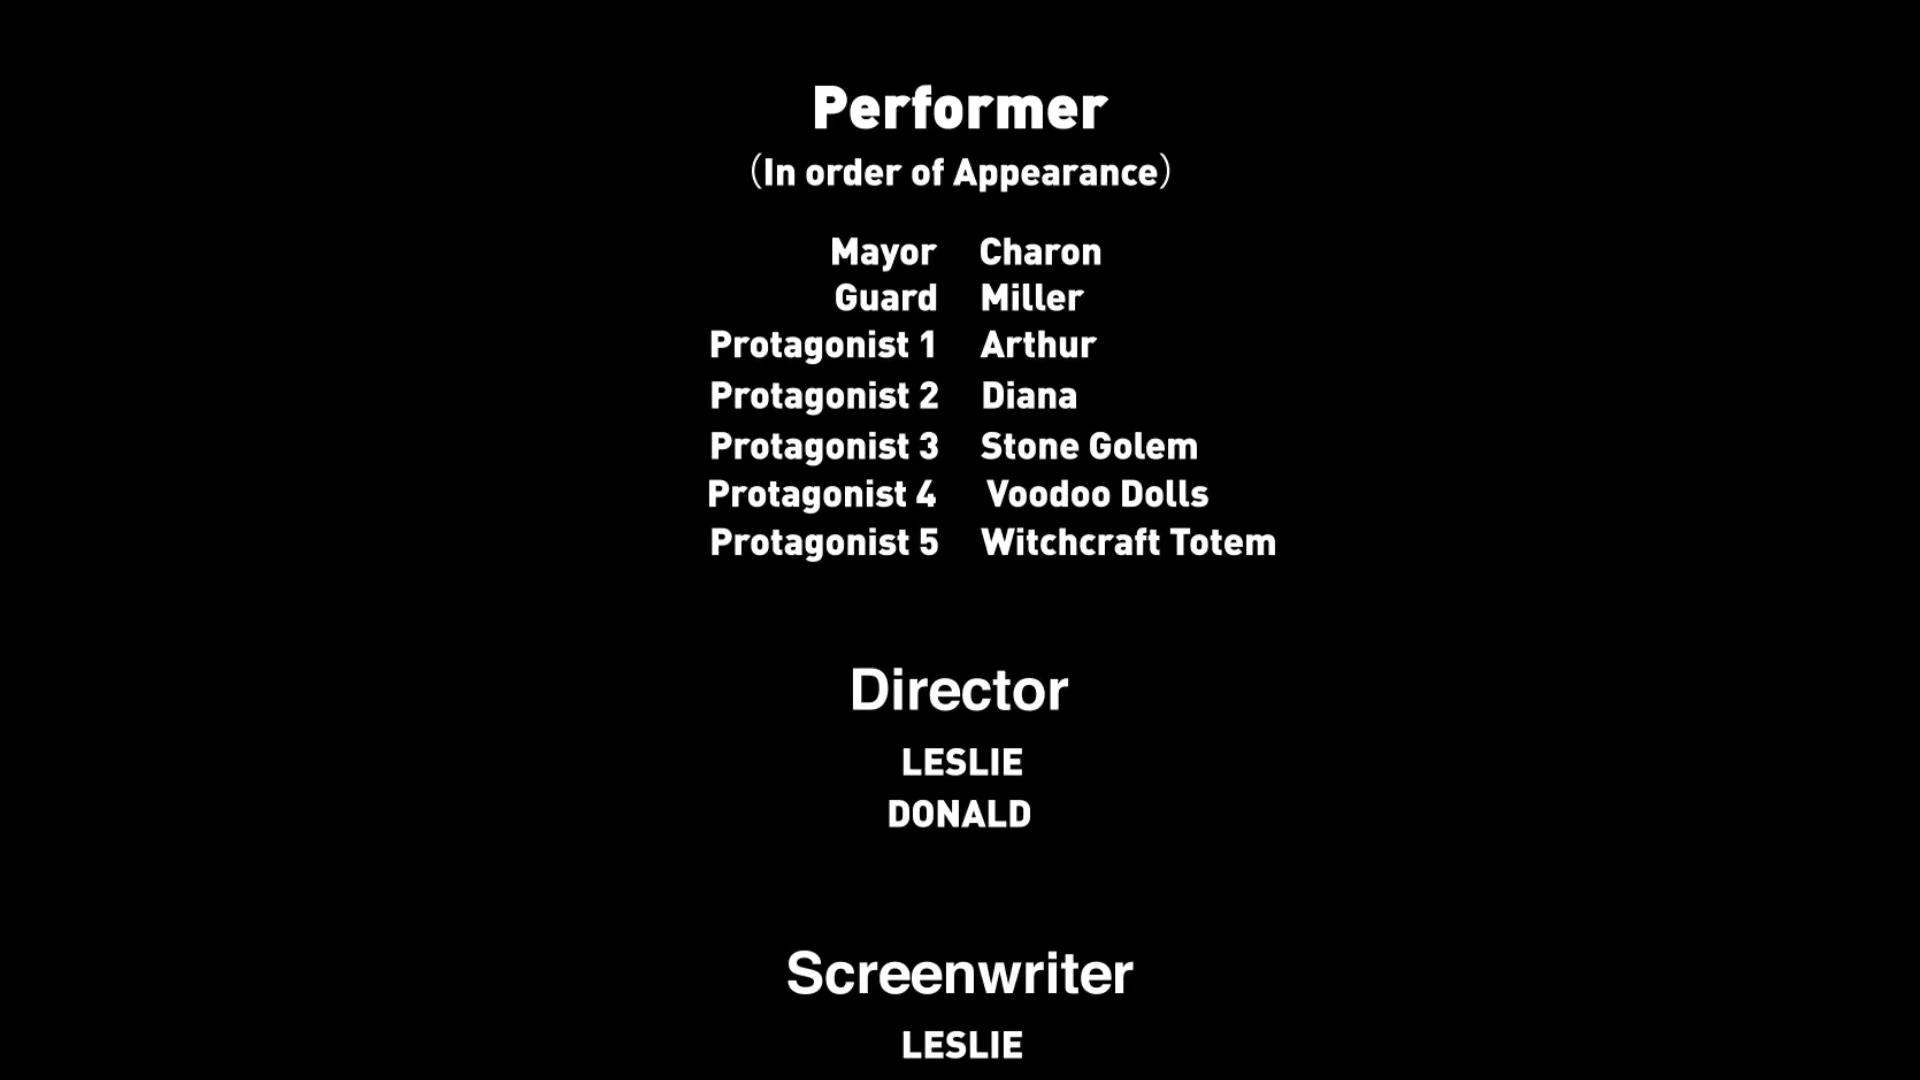 Performer
（In order of Appearance）
Mayor Charon
Guard Miller
Protagonist 1 Arthur
Protagonist 2 Diana
Protagonist 3 Stone Golem
Protagonist 4 Voodoo Dolls
Protagonist 5 Witchcraft Totem
Director
LESLIE
DONALD
Screenwriter
LESLIE